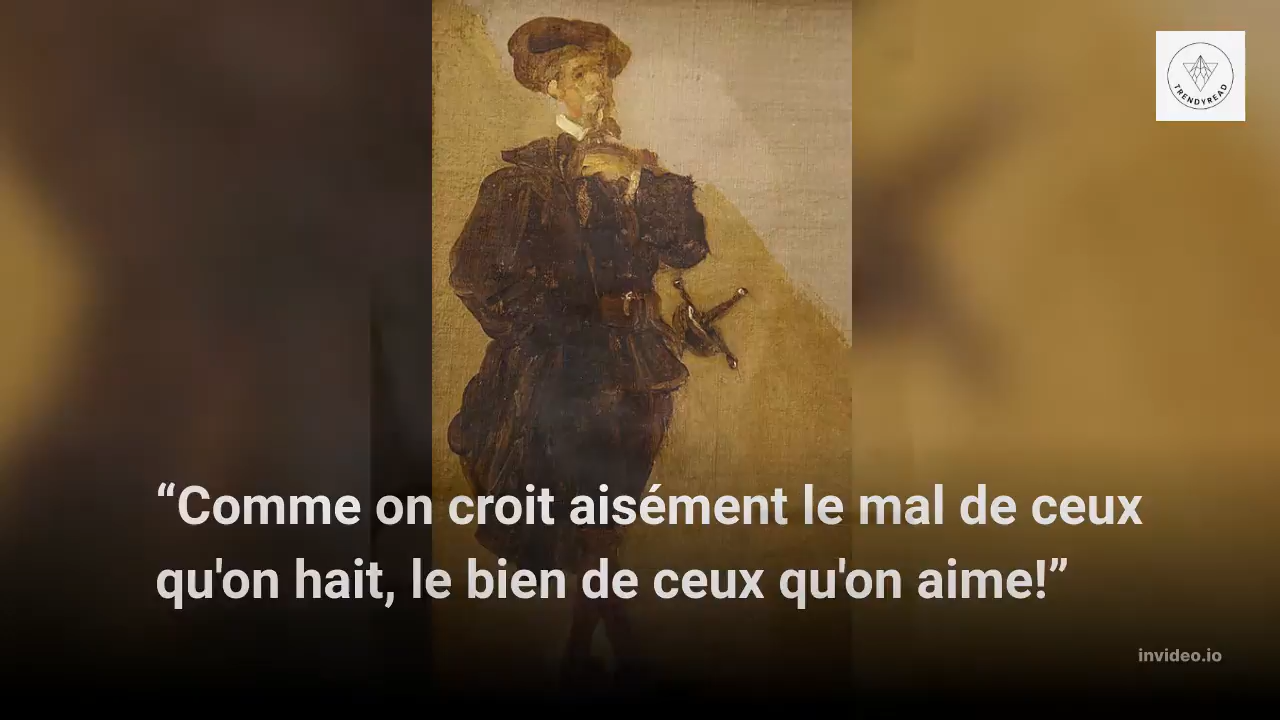 TRENDYREAD
“Comme on croit aisément le mal de ceux
qu'on hait, le bien de ceux qu'on aime!”
invideo.io